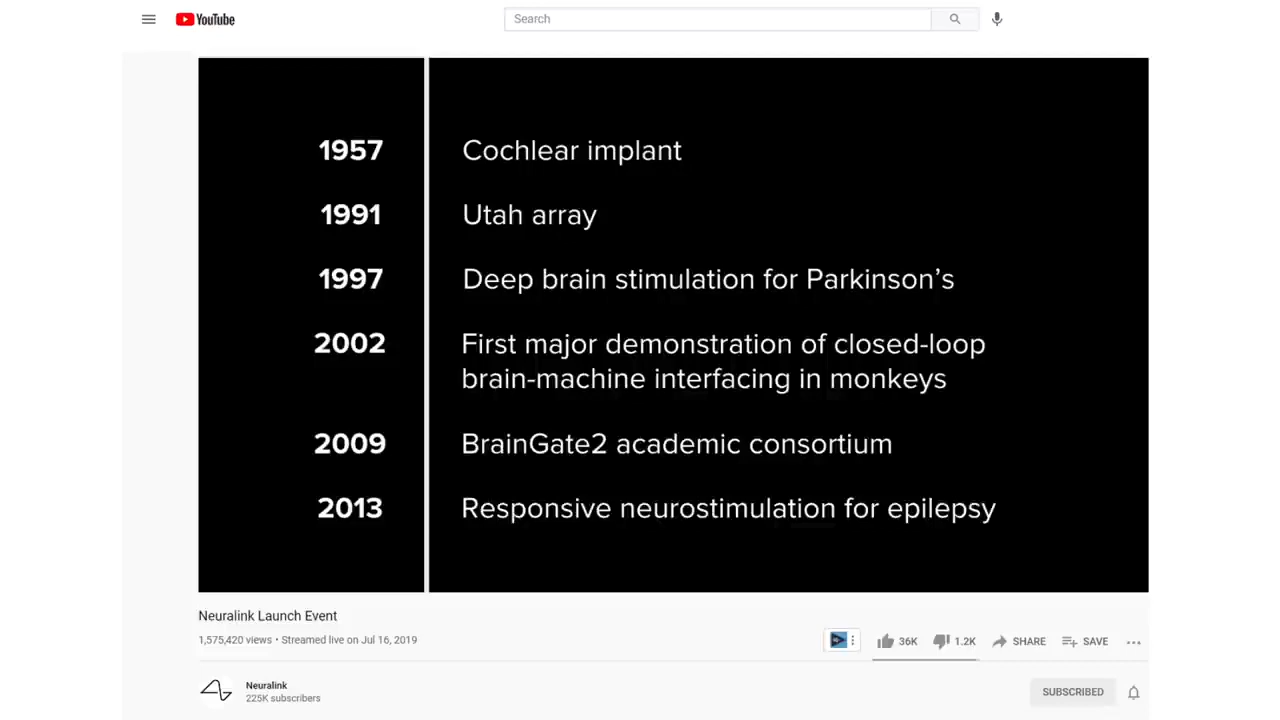 YouTube
Search
1957 Cochlear implant
1991 Utah array
1997 Deep brain stimulation for Parkinson’s
2002 First major demonstration of closed-loop
brain-machine interfacing in monkeys
2009 BrainGate2 academic consortium
2013 Responsive neurostimulation for epilepsy
Neuralink Launch Event
1,575,420 views • Streamed live on Jul 16, 2019
36K 1.2K SHARE SAVE
Neuralink
225K subscribers
SUBSCRIBED